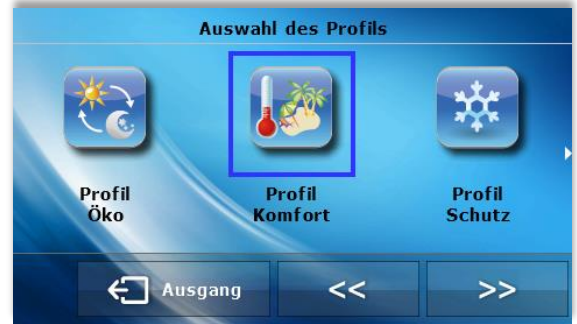 Auswahl des Profils
Profil Öko
Profil Komfort
Profil Schutz
Ausgang
<<
>>